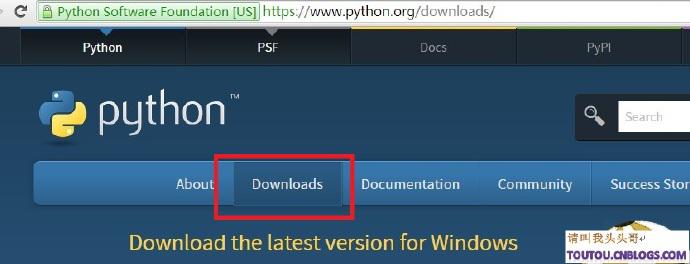 Python Software Foundation [US] https://www.python.org/downloads/
Python PSF Docs PyPI
python™
Search
About Downloads Documentation Community Success Stor
Download the latest version for Windows
请叫我头头哥
TOUTOU.CNBLOGS.COM